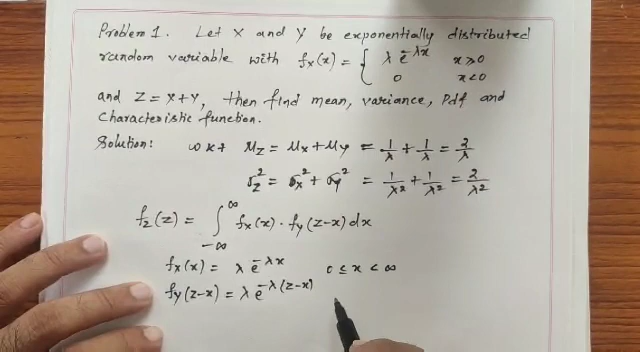 Problem 1. Let X and Y be exponentially distributed
random variable with fx(x) = { λ e^-λx x≥0
0 x<0
and Z = X+Y, then find mean, variance, Pdf and
Characteristic function.
Solution: w k t μz = μx + μy = 1/λ + 1/λ = 2/λ
σz² = σx² + σy² = 1/λ² + 1/λ² = 2/λ²
fz(z) = ∫_-∞^∞ fx(x) · fy(z-x) dx
fx(x) = λ e^-λx 0 ≤ x < ∞
fy(z-x) = λ e^-λ(z-x)